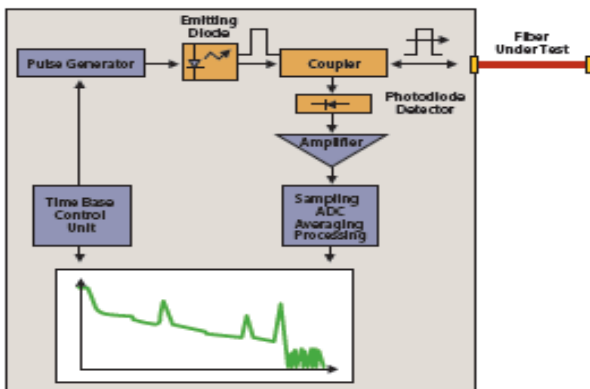 Emitting
Diode
Fiber
Under Test
Pulse Generator
Coupler
Photodiode
Detector
Amplifier
Time Base
Control
Unit
Sampling
ADC
Averaging
Processing